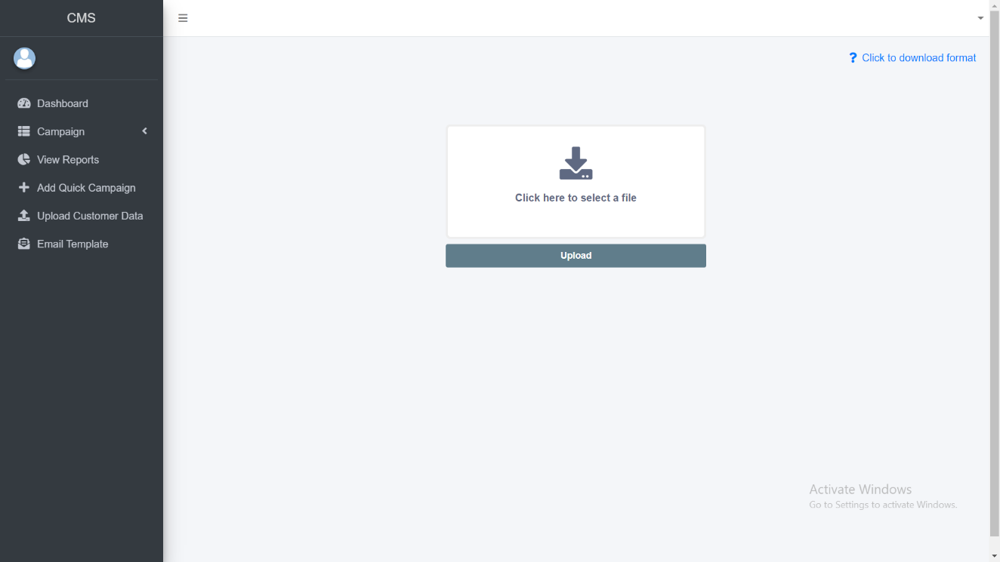 CMS
Click to download format
Dashboard
Campaign
View Reports
Add Quick Campaign
Upload Customer Data
Email Template
Click here to select a file
Upload
Activate Windows
Go to Settings to activate Windows.